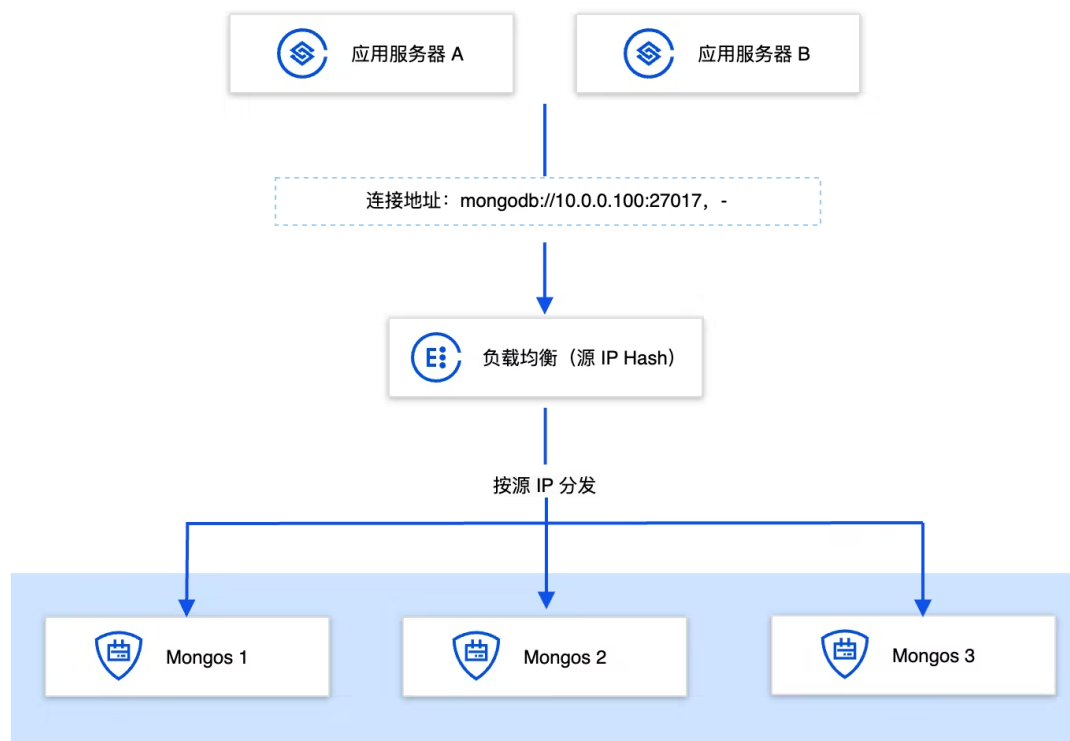 应用服务器 A
应用服务器 B
连接地址：mongodb://10.0.0.100:27017，-
负载均衡（源 IP Hash）
按源 IP 分发
Mongos 1
Mongos 2
Mongos 3